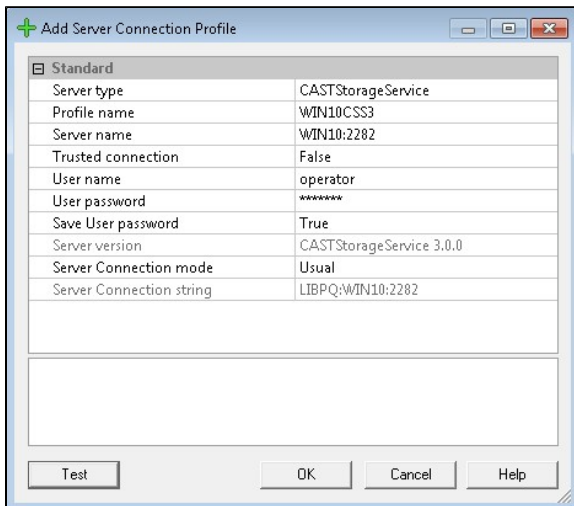 Add Server Connection Profile
Standard
Server type CASTStorageService
Profile name WIN10CSS3
Server name WIN10:2282
Trusted connection False
User name operator
User password *******
Save User password True
Server version CASTStorageService 3.0.0
Server Connection mode Usual
Server Connection string LIBPQ:WIN10:2282
Test OK Cancel Help